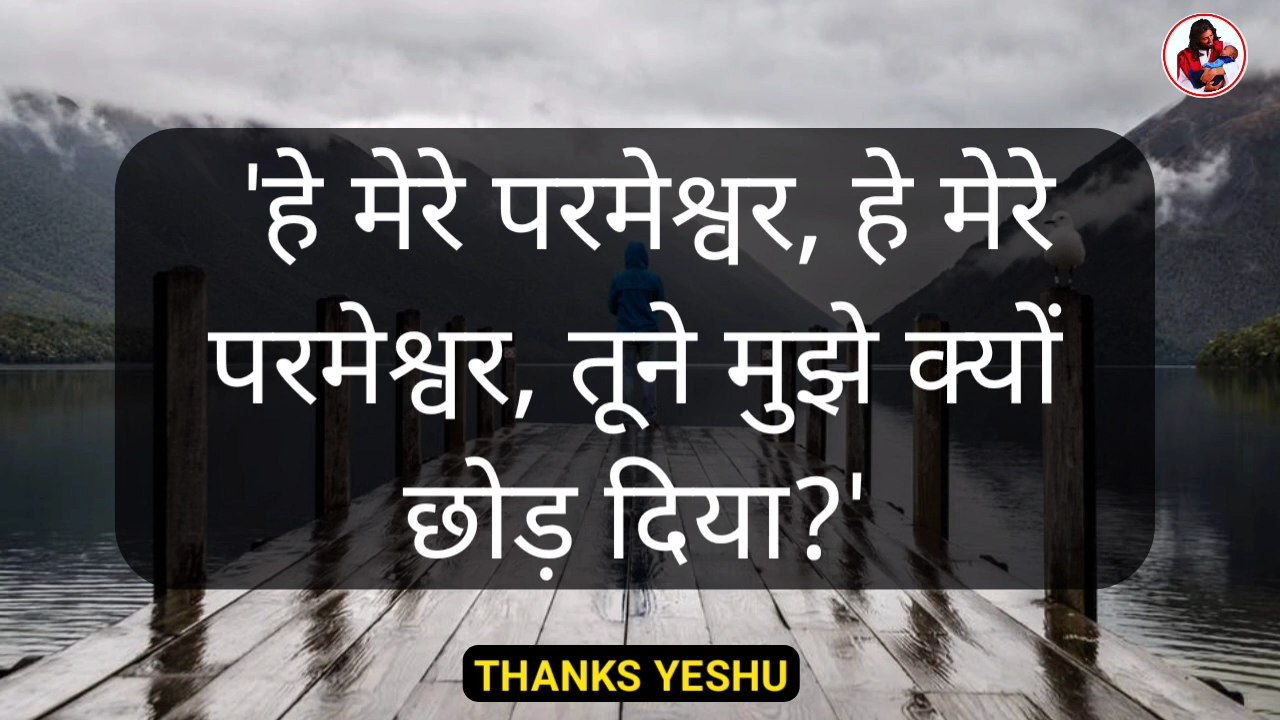 'हे मेरे परमेश्वर, हे मेरे
परमेश्वर, तूने मुझे क्यों
छोड़ दिया?'
THANKS YESHU